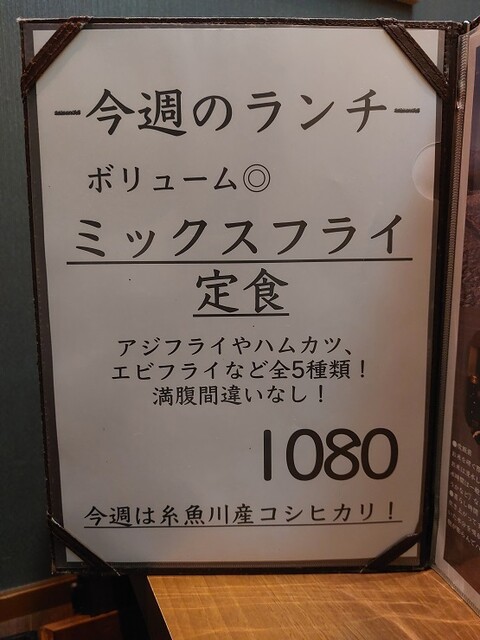 －今週のランチ－
ボリューム◎
ミックスフライ
定食
アジフライやハムカツ、
エビフライなど全5種類！
満腹間違いなし！
1080
今週は糸魚川産コシヒカリ！